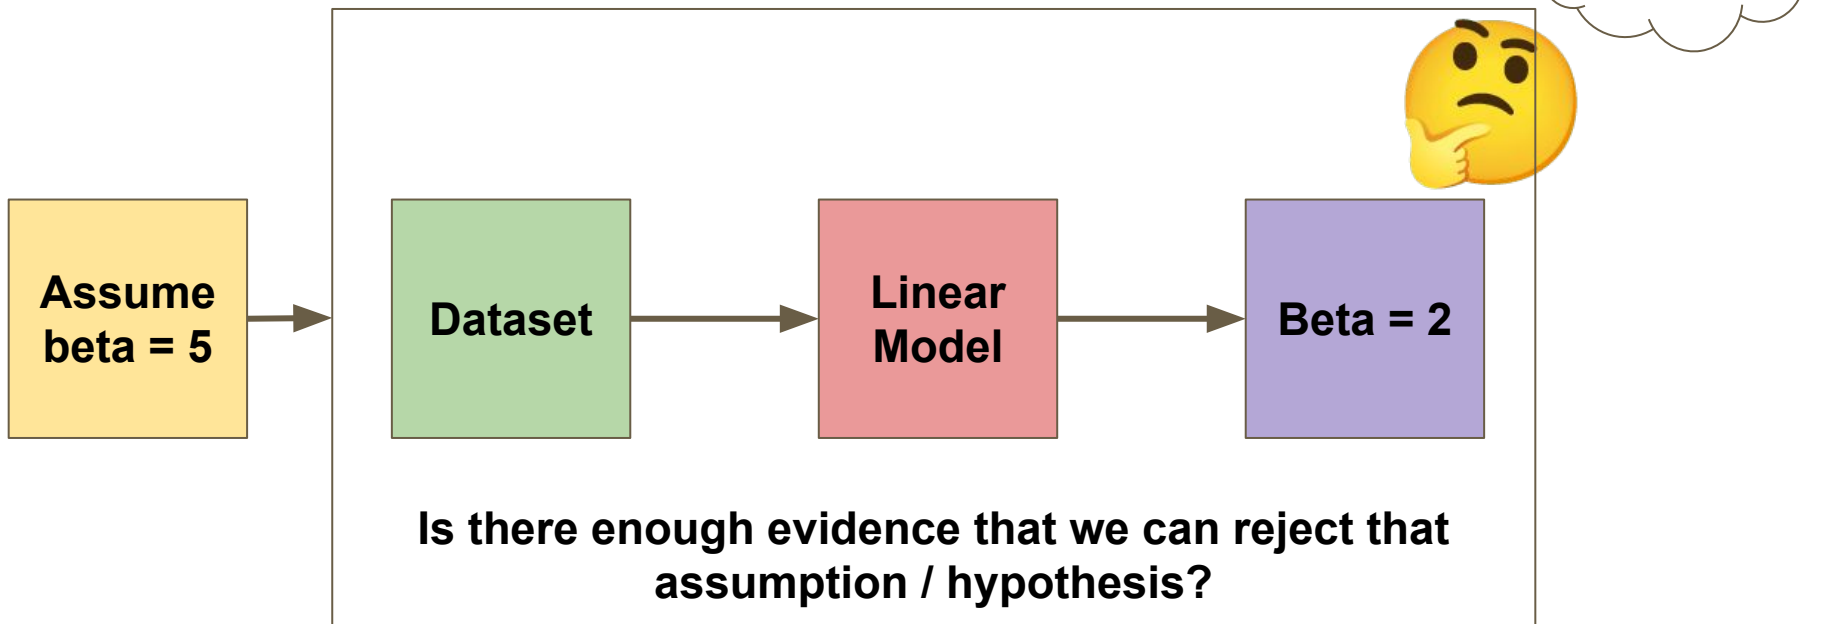 Assume
beta = 5
Dataset
Linear
Model
Beta = 2
Is there enough evidence that we can reject that
assumption / hypothesis?